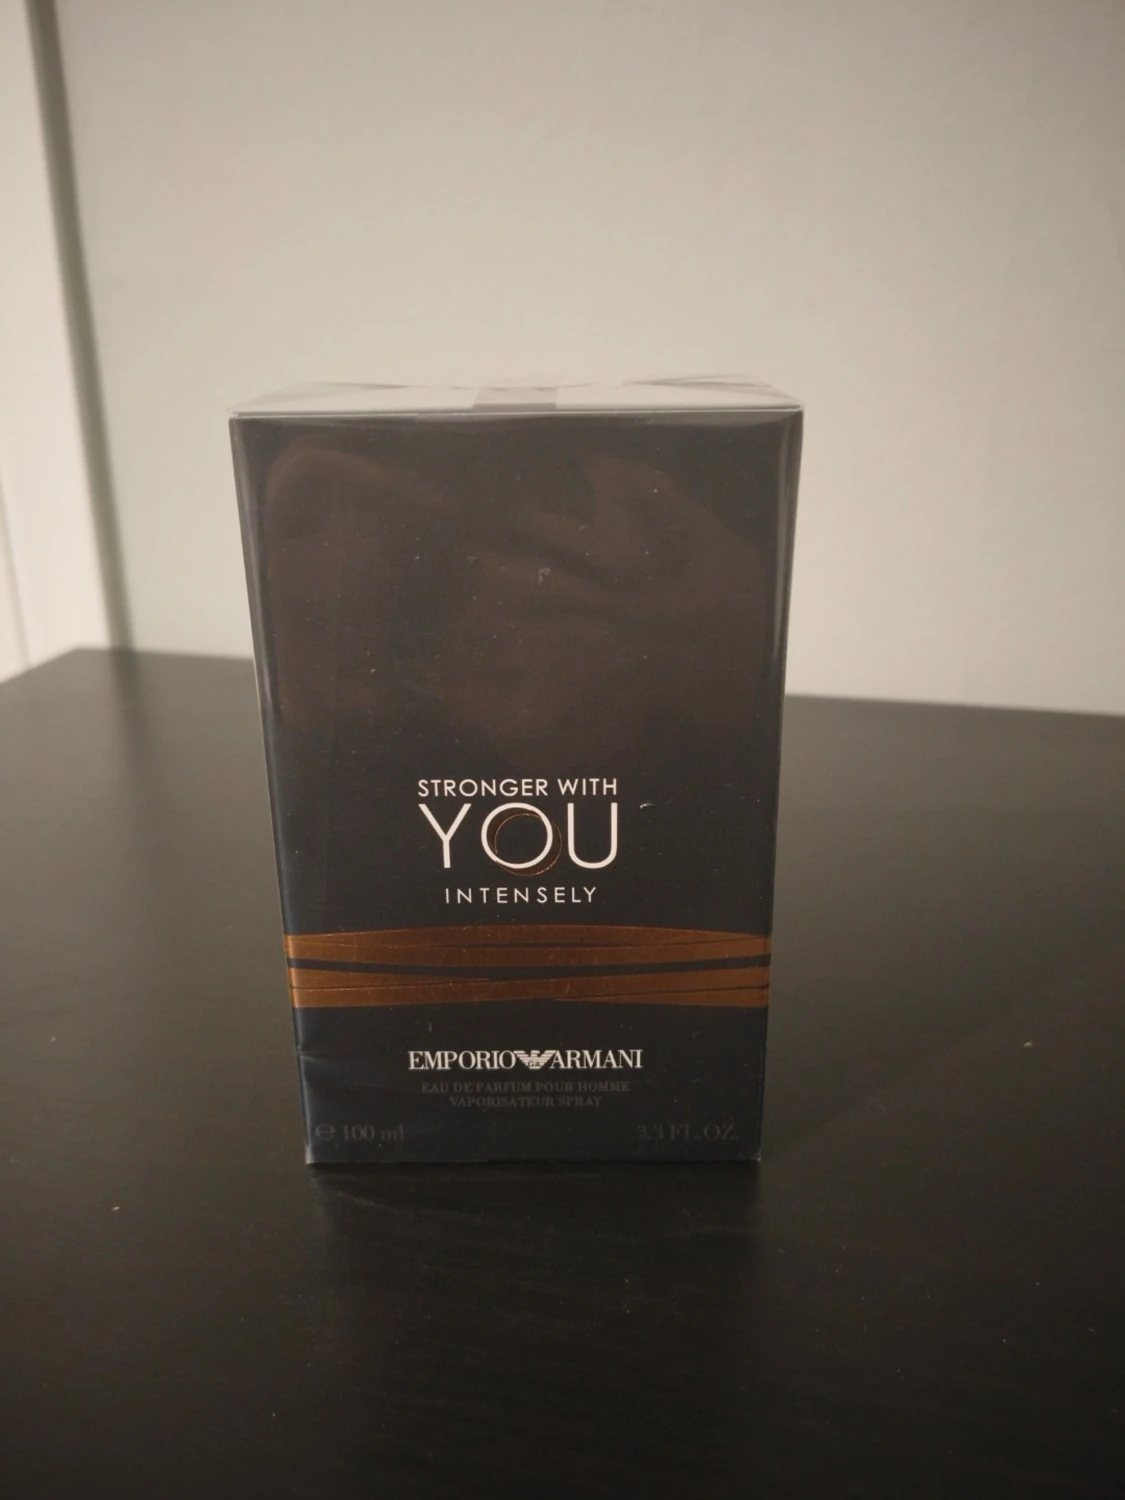 STRONGER WITH
YOU
INTENSELY
EMPORIO ARMANI
EAU DE PARFUM POUR HOMME
VAPORISATEUR SPRAY
℮ 100 ml 3.3 FL.OZ.